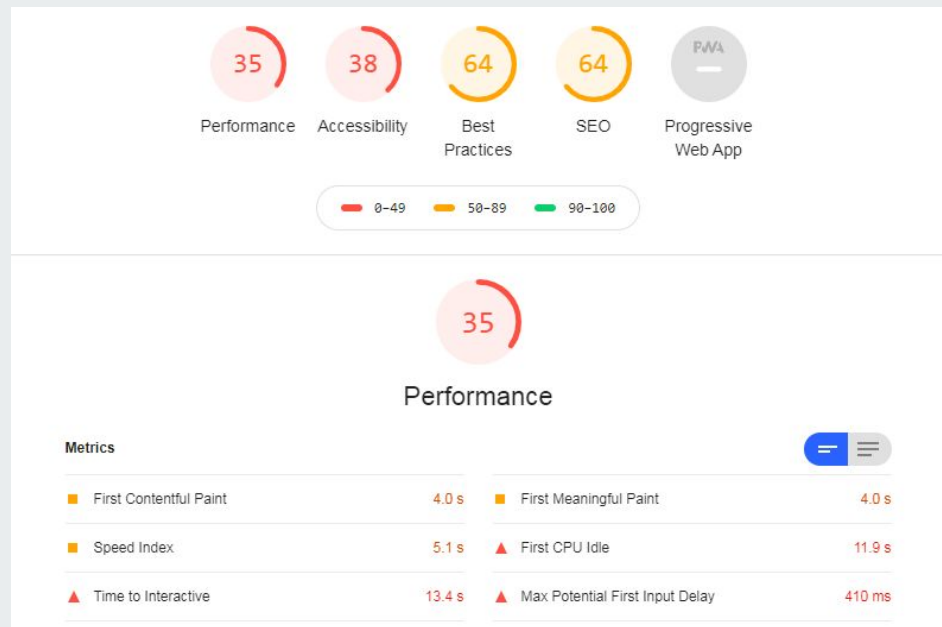 35 38 64 64 PWA
Performance Accessibility Best Practices SEO Progressive Web App
0–49 50–89 90–100
35
Performance
Metrics
First Contentful Paint 4.0 s First Meaningful Paint 4.0 s
Speed Index 5.1 s First CPU Idle 11.9 s
Time to Interactive 13.4 s Max Potential First Input Delay 410 ms